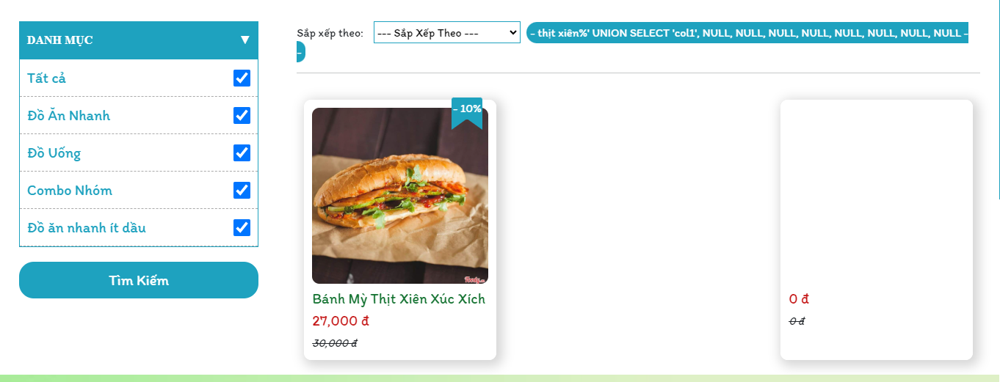 DANH MỤC ▼
Tất cả
Đồ Ăn Nhanh
Đồ Uống
Combo Nhóm
Đồ ăn nhanh ít dầu
Tìm Kiếm
Sắp xếp theo: --- Sắp Xếp Theo --- - thịt xiên%' UNION SELECT 'col1', NULL, NULL, NULL, NULL, NULL, NULL, NULL, NULL -
-
- 10%
Foody.vn
Bánh Mỳ Thịt Xiên Xúc Xích
27,000 đ
30,000 đ
0 đ
0 đ